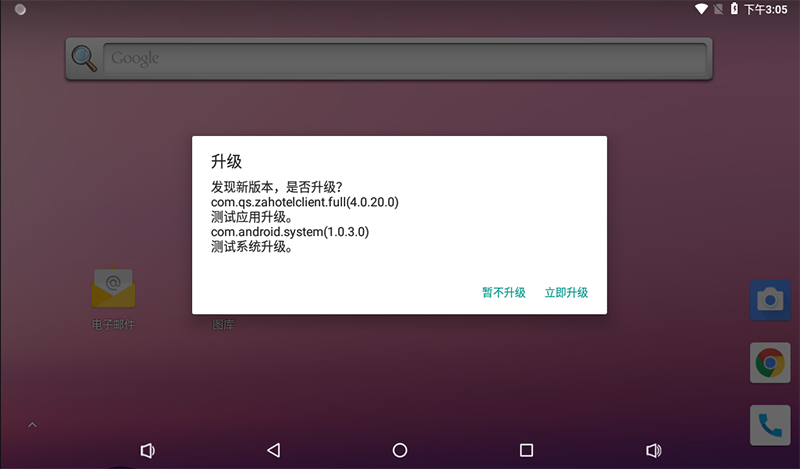 下午3:05
Google
升级
发现新版本，是否升级？
com.qs.zahotelclient.full(4.0.20.0)
测试应用升级。
com.android.system(1.0.3.0)
测试系统升级。
暂不升级 立即升级
@
电子邮件 图库